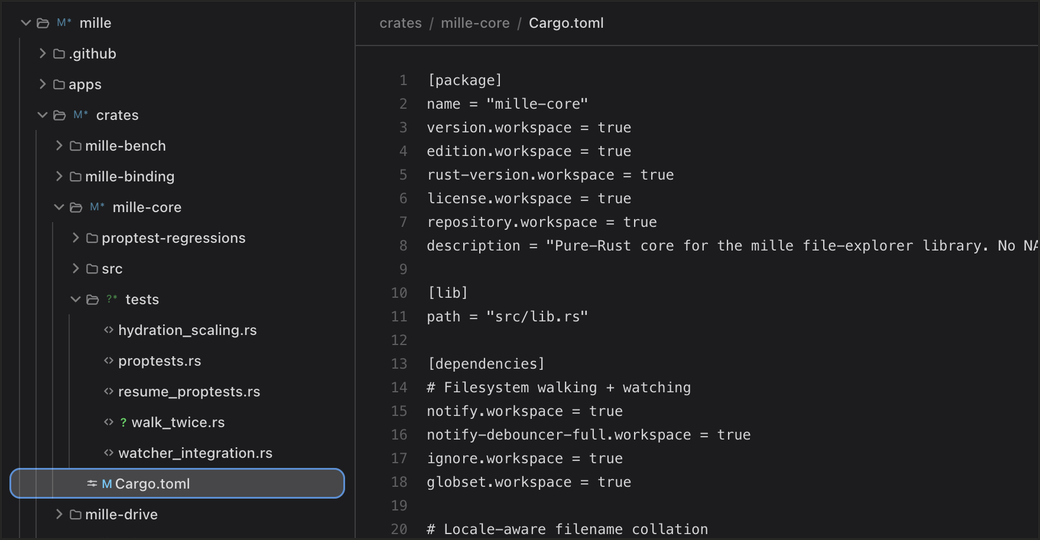 M* mille
.github
apps
M* crates
mille-bench
mille-binding
M* mille-core
proptest-regressions
src
?* tests
hydration_scaling.rs
proptests.rs
resume_proptests.rs
? walk_twice.rs
watcher_integration.rs
M Cargo.toml
mille-drive
crates / mille-core / Cargo.toml
1 [package]
2 name = "mille-core"
3 version.workspace = true
4 edition.workspace = true
5 rust-version.workspace = true
6 license.workspace = true
7 repository.workspace = true
8 description = "Pure-Rust core for the mille file-explorer library. No
9
10 [lib]
11 path = "src/lib.rs"
12
13 [dependencies]
14 # Filesystem walking + watching
15 notify.workspace = true
16 notify-debouncer-full.workspace = true
17 ignore.workspace = true
18 globset.workspace = true
19
20 # Locale-aware filename collation